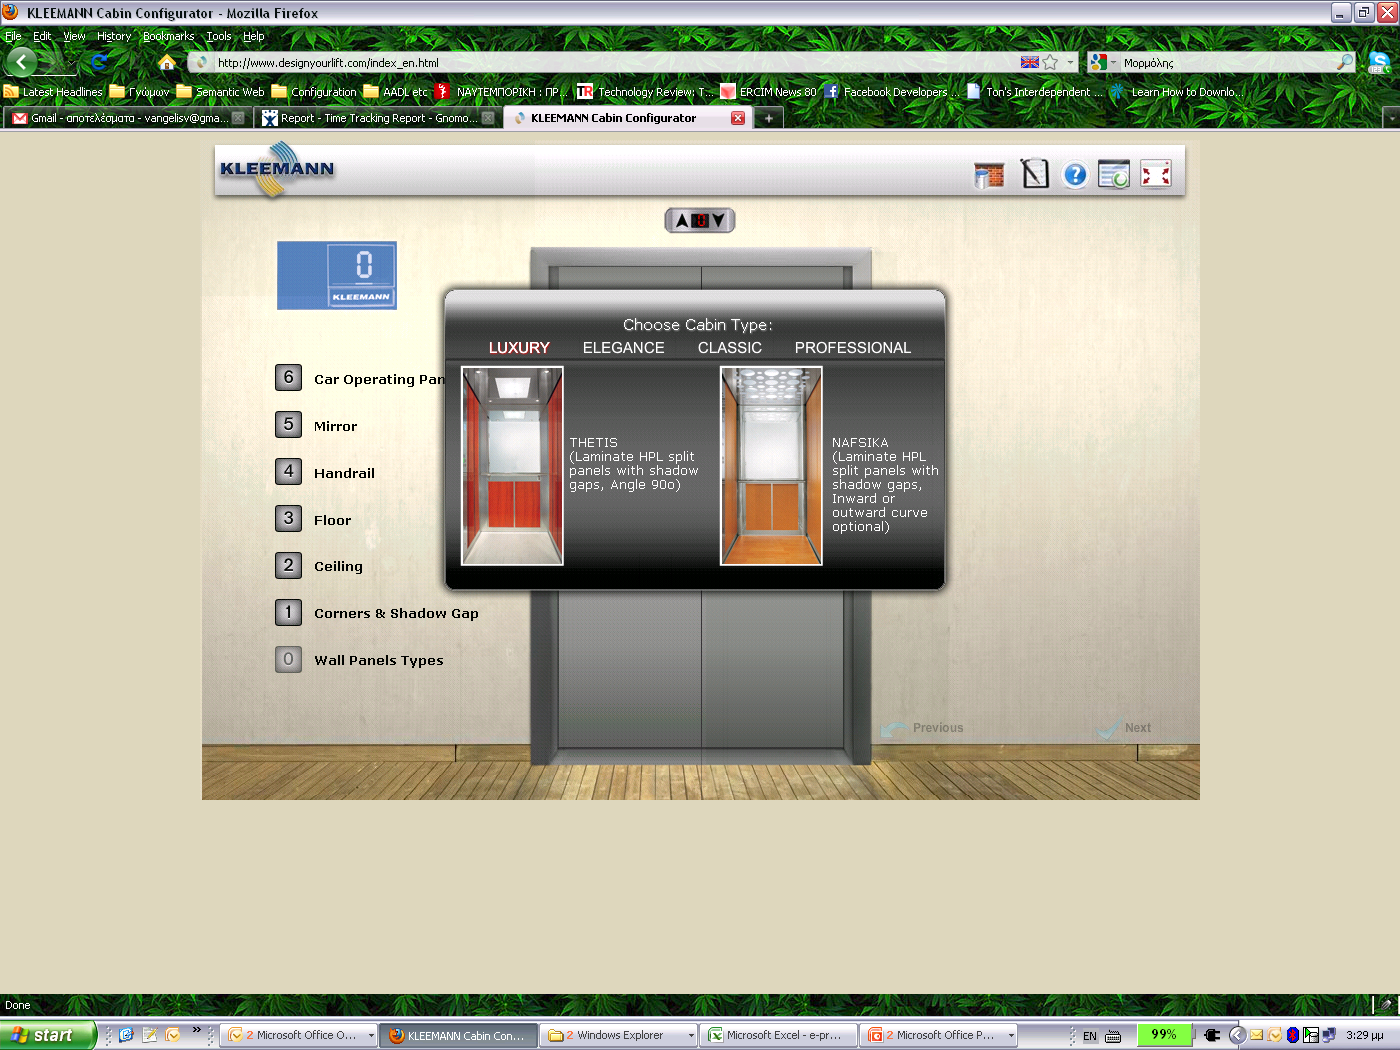 KLEEMANN Cabin Configurator - Mozilla Firefox
File Edit View History Bookmarks Tools Help
http://www.designyourlift.com/index_en.html
Μορμόλης
Latest Headlines Γνώμων Semantic Web Configuration AADL etc ΝΑΥΤΕΜΠΟΡΙΚΗ : ΠΡ... TR Technology Review: T... ERCIM News 80 Facebook Developers ... Ton's Interdependent ... Learn How to Downlo...
Gmail - αποτελέσματα - vangelisv@gma... Report - Time Tracking Report - Gnomo... KLEEMANN Cabin Configurator
KLEEMANN
0
0
KLEEMANN
Choose Cabin Type:
LUXURY ELEGANCE CLASSIC PROFESSIONAL
THETIS
(Laminate HPL split
panels with shadow
gaps, Angle 90o)
NAFSIKA
(Laminate HPL
split panels with
shadow gaps,
Inward or
outward curve
optional)
6 Car Operating Pan
5 Mirror
4 Handrail
3 Floor
2 Ceiling
1 Corners & Shadow Gap
0 Wall Panels Types
Previous Next
Done
start
2 Microsoft Office O... KLEEMANN Cabin Con... 2 Windows Explorer Microsoft Excel - e-pr... 2 Microsoft Office P...
EN 99% 3:29 μμ